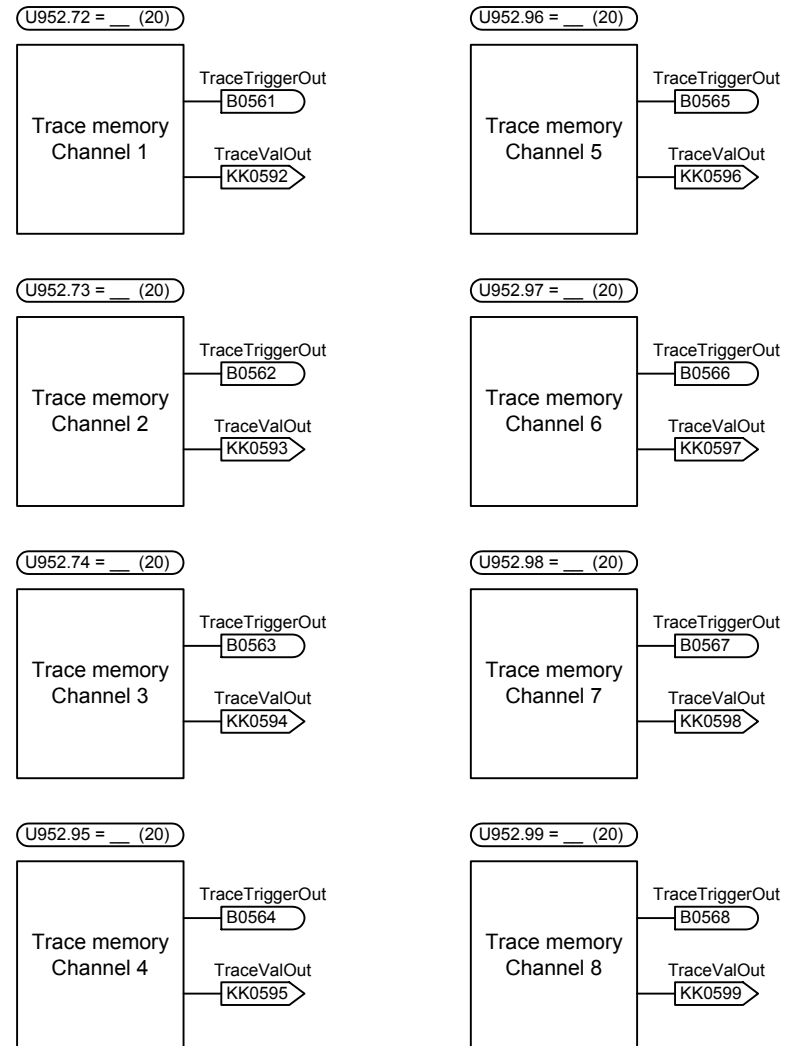 U952.72 = __ (20)
TraceTriggerOut
B0561
Trace memory
Channel 1
TraceValOut
KK0592
U952.73 = __ (20)
TraceTriggerOut
B0562
Trace memory
Channel 2
TraceValOut
KK0593
U952.74 = __ (20)
TraceTriggerOut
B0563
Trace memory
Channel 3
TraceValOut
KK0594
U952.95 = __ (20)
TraceTriggerOut
B0564
Trace memory
Channel 4
TraceValOut
KK0595
U952.96 = __ (20)
TraceTriggerOut
B0565
Trace memory
Channel 5
TraceValOut
KK0596
U952.97 = __ (20)
TraceTriggerOut
B0566
Trace memory
Channel 6
TraceValOut
KK0597
U952.98 = __ (20)
TraceTriggerOut
B0567
Trace memory
Channel 7
TraceValOut
KK0598
U952.99 = __ (20)
TraceTriggerOut
B0568
Trace memory
Channel 8
TraceValOut
KK0599